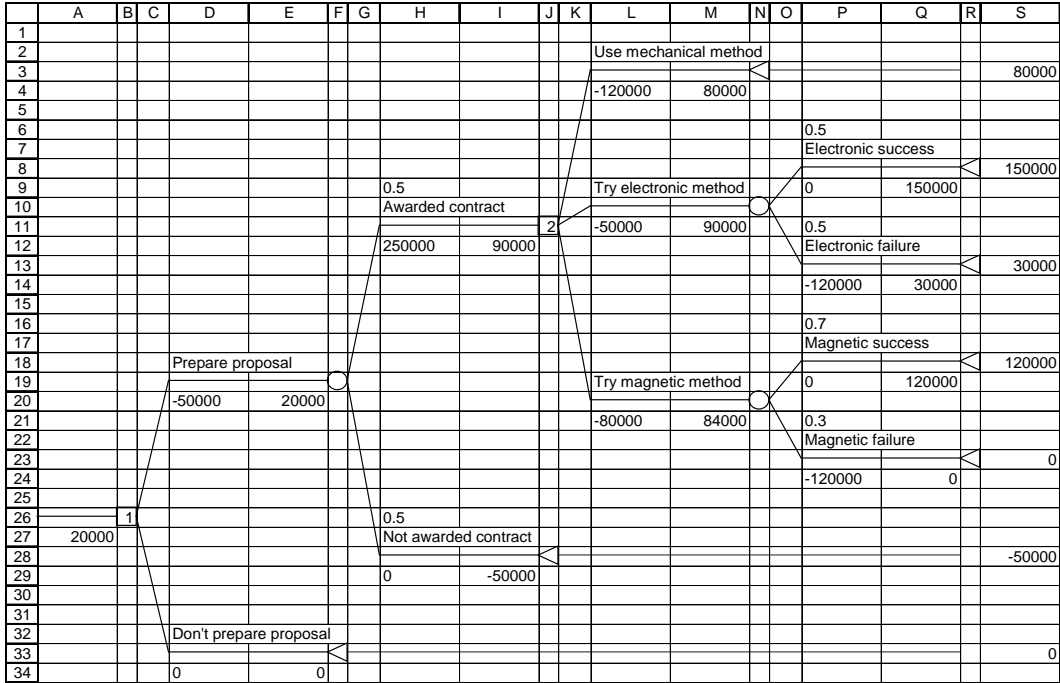 A B C D E F G H I J K L M N O P Q R S
1
2 Use mechanical method
3 80000
4 -120000 80000
5
6 0.5
7 Electronic success
8 150000
9 0.5 Try electronic method 0 150000
10 Awarded contract
11 2 -50000 90000 0.5
12 250000 90000 Electronic failure
13 30000
14 -120000 30000
15
16 0.7
17 Magnetic success
18 Prepare proposal 120000
19 Try magnetic method 0 120000
20 -50000 20000
21 -80000 84000 0.3
22 Magnetic failure
23 0
24 -120000 0
25
26 1 0.5
27 20000 Not awarded contract
28 -50000
29 0 -50000
30
31
32 Don't prepare proposal
33 0
34 0 0